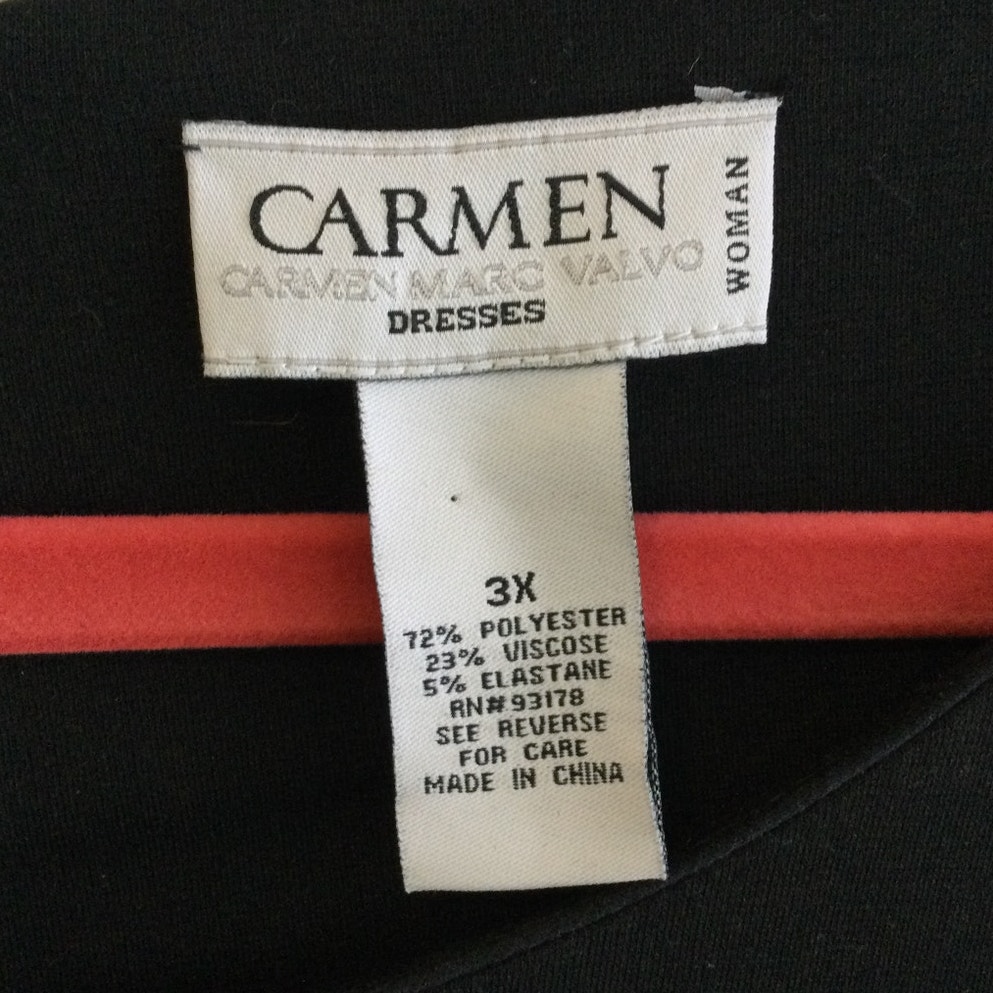 CARMEN
CARMEN MARC VALVO
DRESSES
WOMAN
3X
72% POLYESTER
23% VISCOSE
5% ELASTANE
RN#93178
SEE REVERSE
FOR CARE
MADE IN CHINA